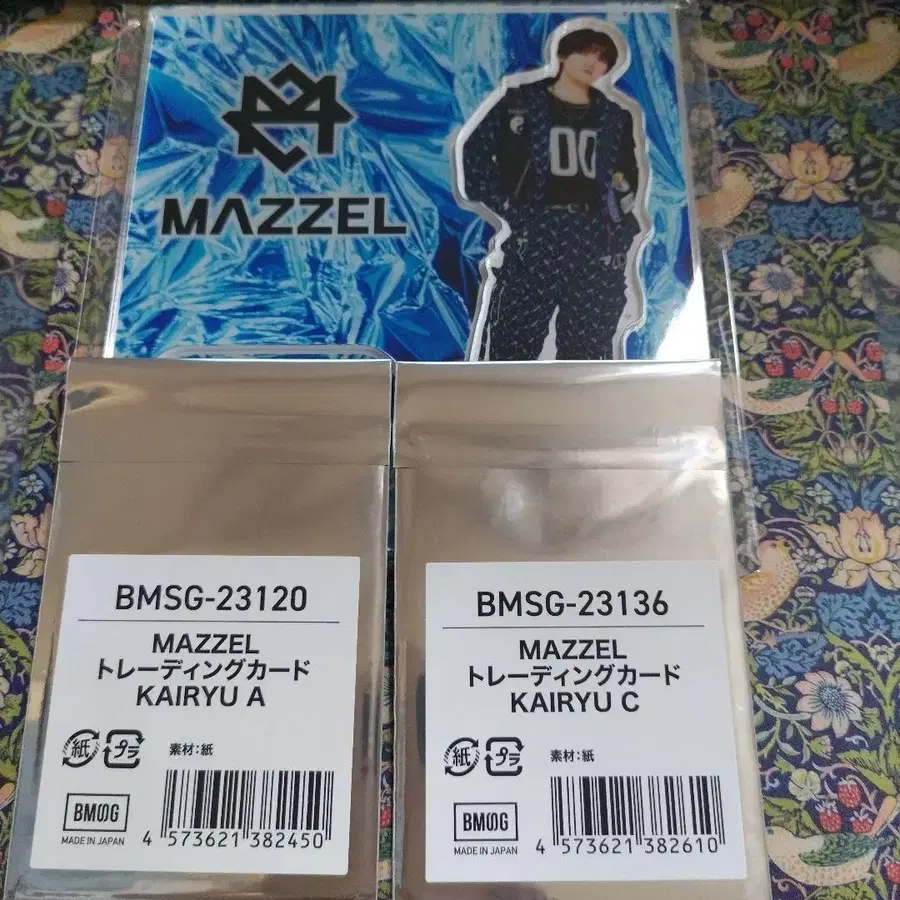 MAZZEL
00
BMSG-23120
MAZZEL
トレーディングカード
KAIRYU A
紙 プラ 素材:紙
BMSG
MADE IN JAPAN
4 573621 382450
BMSG-23136
MAZZEL
トレーディングカード
KAIRYU C
紙 プラ 素材:紙
BMSG
MADE IN JAPAN
4 573621 382610